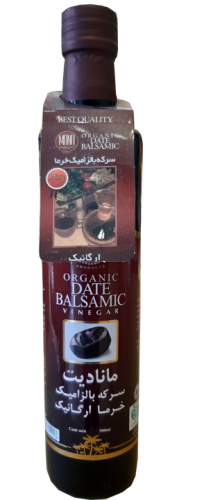 BEST QUALITY
ORGANIC
DATE
BALSAMIC
سرکه بالزامیک خرما
ارگانیک
ORGANIC
DATE
BALSAMIC
VINEGAR
مانادیت
سرکه بالزامیک
خرما ارگانیک